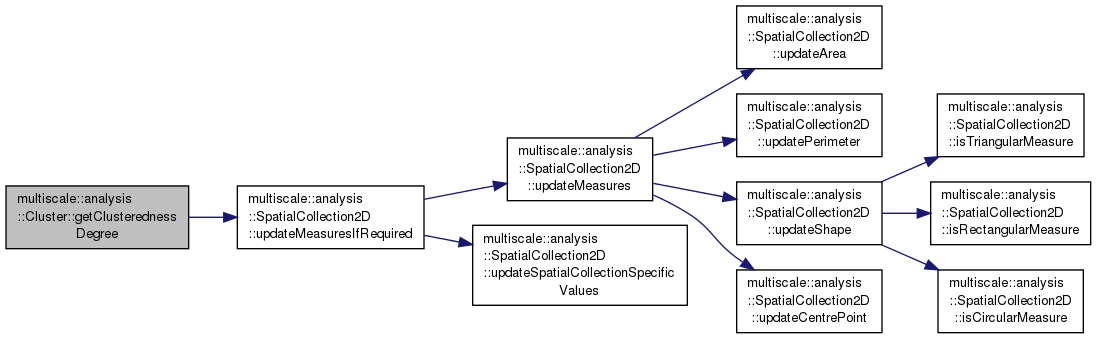 multiscale::analysis
::Cluster::getClusteredness
Degree
multiscale::analysis
::SpatialCollection2D
::updateMeasuresIfRequired
multiscale::analysis
::SpatialCollection2D
::updateMeasures
multiscale::analysis
::SpatialCollection2D
::updateSpatialCollectionSpecific
Values
multiscale::analysis
::SpatialCollection2D
::updateArea
multiscale::analysis
::SpatialCollection2D
::updatePerimeter
multiscale::analysis
::SpatialCollection2D
::updateShape
multiscale::analysis
::SpatialCollection2D
::updateCentrePoint
multiscale::analysis
::SpatialCollection2D
::isTriangularMeasure
multiscale::analysis
::SpatialCollection2D
::isRectangularMeasure
multiscale::analysis
::SpatialCollection2D
::isCircularMeasure